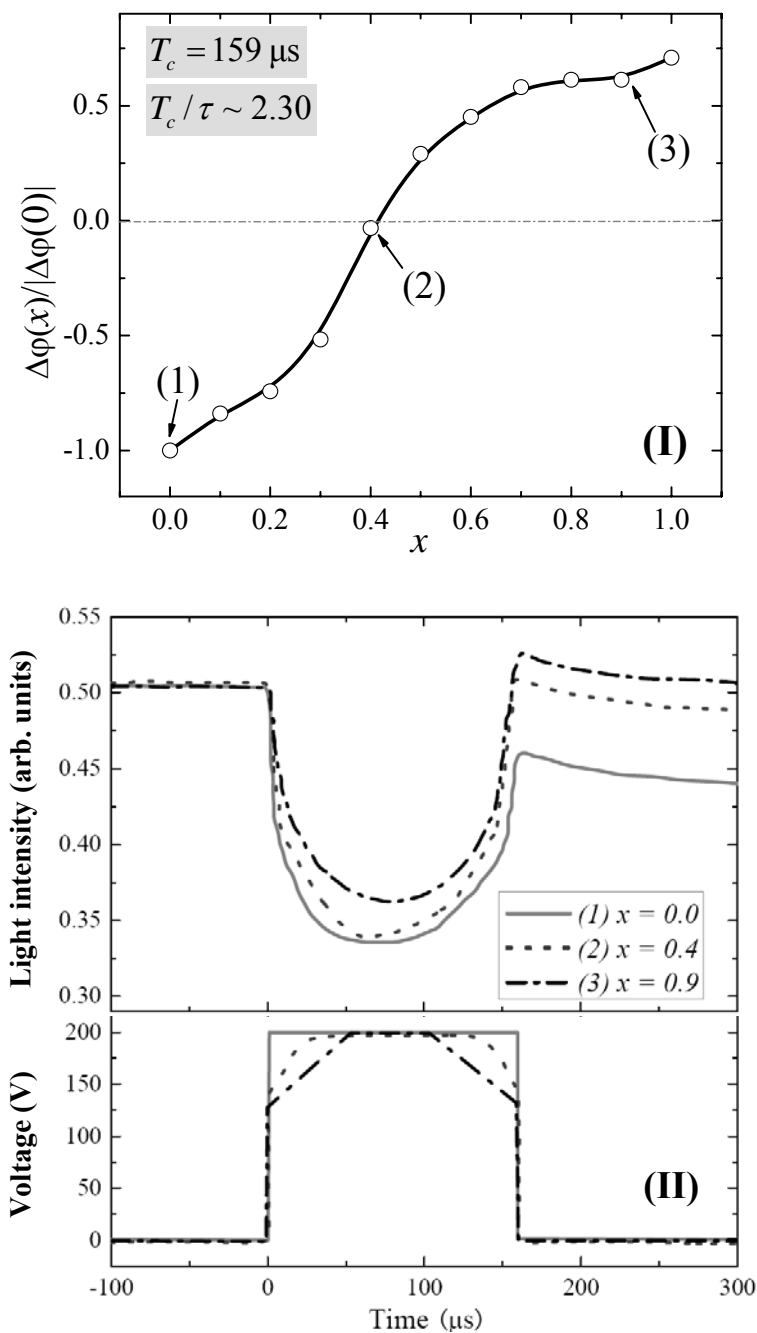 T_c = 159 μs
T_c / τ ~ 2.30
0.5
0.0
-0.5
-1.0
Δφ(x)/|Δφ(0)|
(1)
(2)
(3)
(I)
0.0 0.2 0.4 0.6 0.8 1.0
x
0.55
0.50
0.45
0.40
0.35
0.30
Light intensity (arb. units)
(1) x = 0.0
(2) x = 0.4
(3) x = 0.9
200
150
100
50
0
Voltage (V)
(II)
-100 0 100 200 300
Time (μs)